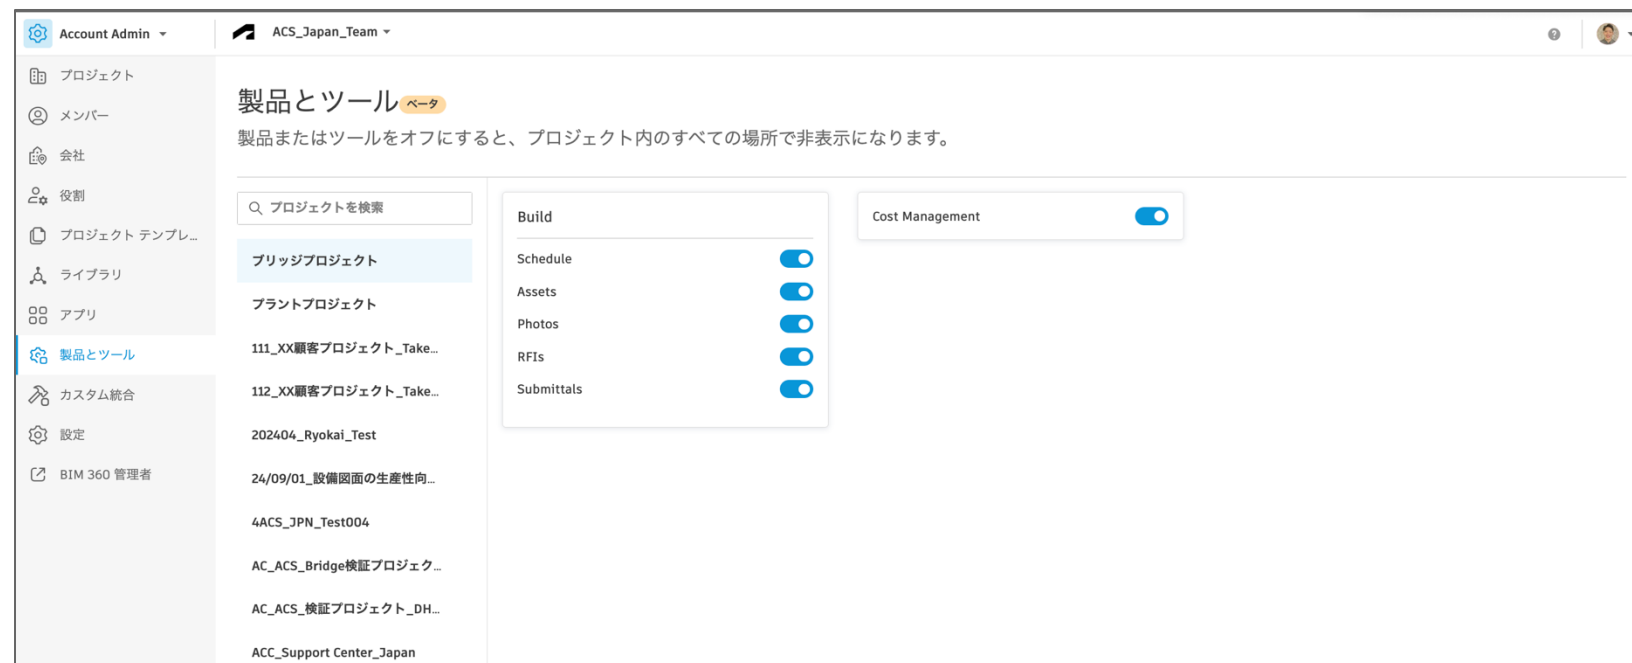 Account Admin
ACS_Japan_Team
プロジェクト
メンバー
会社
役割
プロジェクト テンプレ...
ライブラリ
アプリ
製品とツール
カスタム統合
設定
BIM 360 管理者
製品とツール ベータ
製品またはツールをオフにすると、プロジェクト内のすべての場所で非表示になります。
プロジェクトを検索
ブリッジプロジェクト
プラントプロジェクト
111_XX顧客プロジェクト_Take...
112_XX顧客プロジェクト_Take...
202404_Ryokai_Test
24/09/01_設備図面の生産性向...
4ACS_JPN_Test004
AC_ACS_Bridge検証プロジェク...
AC_ACS_検証プロジェクト_DH...
ACC_Support Center_Japan
Build
Schedule
Assets
Photos
RFIs
Submittals
Cost Management